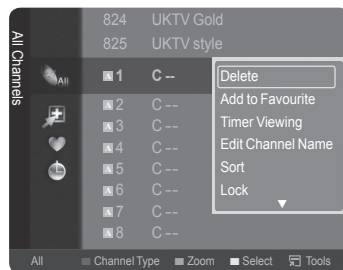 All Channels
824 UKTV Gold
825 UKTV style
All
A 1 C --
A 2 C --
A 3 C --
A 4 C --
A 5 C --
A 6 C --
A 7 C --
A 8 C --
Delete
Add to Favourite
Timer Viewing
Edit Channel Name
Sort
Lock
All Channel Type Zoom Select Tools